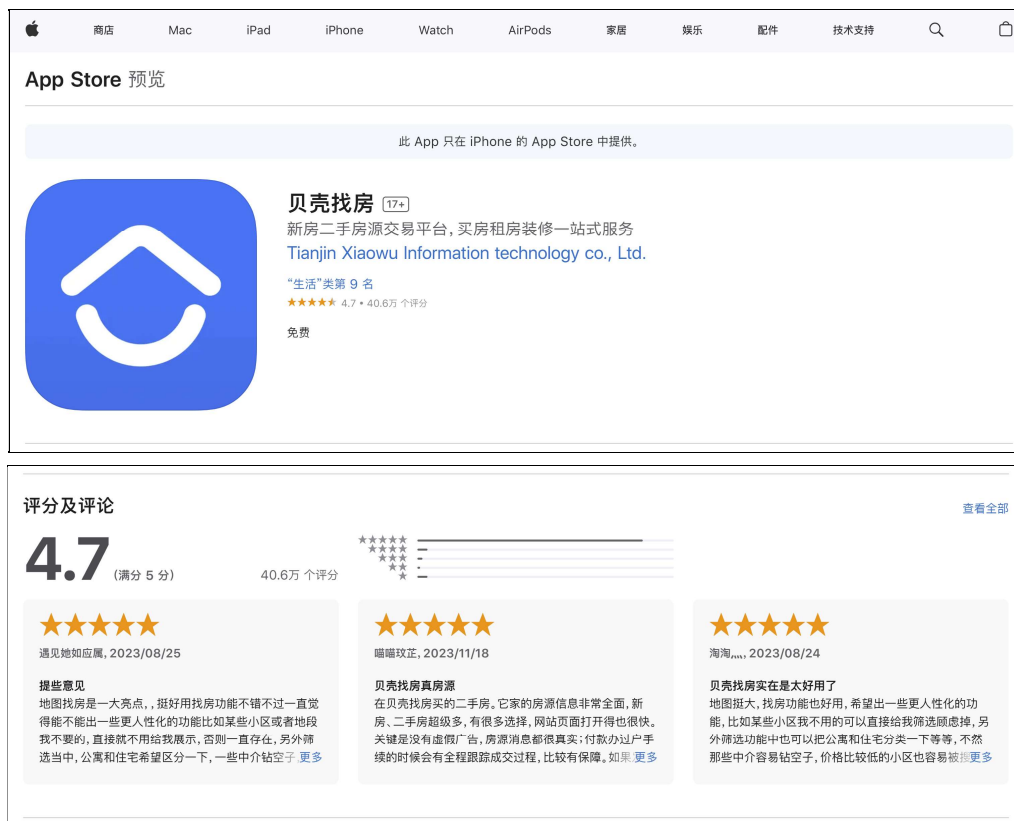 商店 Mac iPad iPhone Watch AirPods 家居 娱乐 配件 技术支持
App Store 预览
此 App 只在 iPhone 的 App Store 中提供。
贝壳找房 17+
新房二手房源交易平台，买房租房装修一站式服务
Tianjin Xiaowu Information technology co., Ltd.
“生活”类第 9 名
★★★★★ 4.7 • 40.6万 个评分
免费
评分及评论 查看全部
4.7 (满分 5 分) 40.6万 个评分
★★★★★
★★★★
★★★
★★
★
★★★★★
遇见她如应属, 2023/08/25
提些意见
地图找房是一大亮点，，挺好用找房功能不错不过一直觉
得能不能出一些更人性化的功能比如某些小区或者地段
我不要的，直接就不用给我展示，否则一直存在，另外筛
选当中，公寓和住宅希望区分一下，一些中介钻空子 更多
★★★★★
喵喵玟芷, 2023/11/18
贝壳找房真房源
在贝壳找房买的二手房。它家的房源信息非常全面，新
房、二手房超级多，有很多选择，网站页面打开得也很快。
关键是没有虚假广告，房源消息都很真实；付款办过户手
续的时候会有全程跟踪成交过程，比较有保障。如果 更多
★★★★★
淘淘灬灬, 2023/08/24
贝壳找房实在是太好用了
地图挺大，找房功能也好用，希望出一些更人性化的功
能，比如某些小区我不用的可以直接给我筛选顾虑掉，另
外筛选功能中也可以把公寓和住宅分类一下等等，不然
那些中介容易钻空子，价格比较低的小区也容易被搜 更多